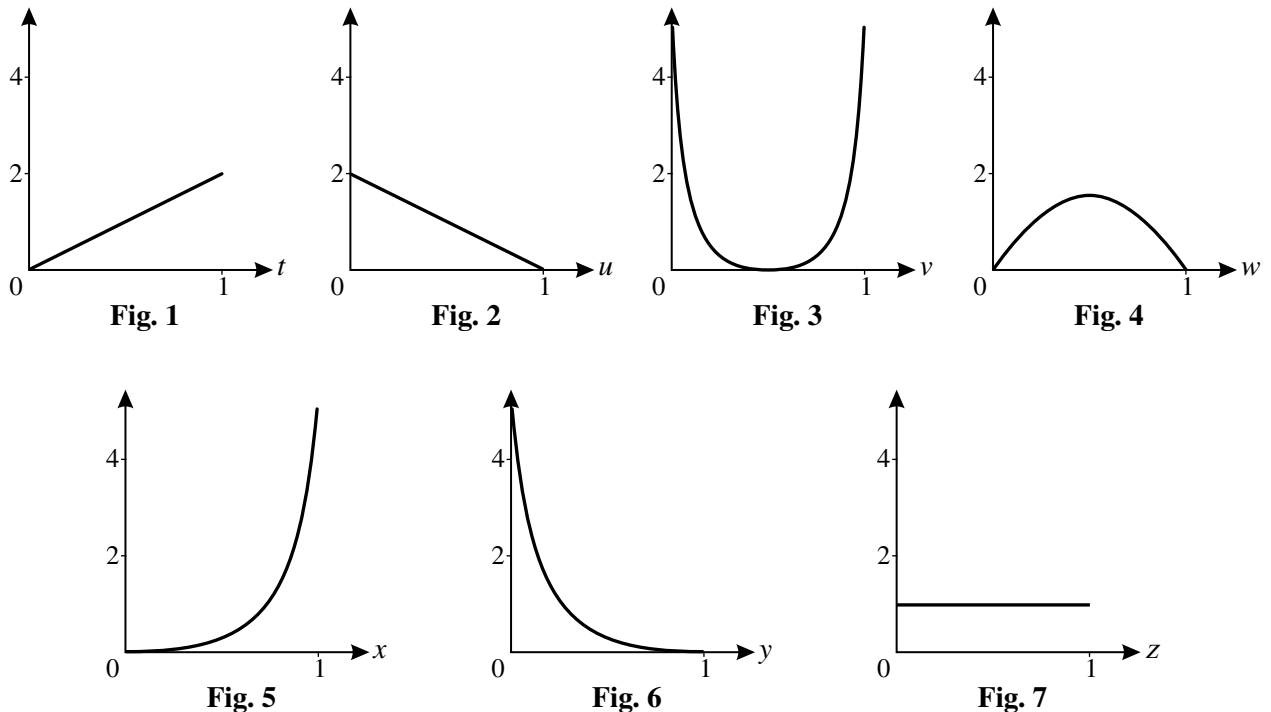 4 4 4 4
2 2 2 2
0 1 t 0 1 u 0 1 v 0 1 w
Fig. 1 Fig. 2 Fig. 3 Fig. 4
4 4 4
2 2 2
0 1 x 0 1 y 0 1 z
Fig. 5 Fig. 6 Fig. 7